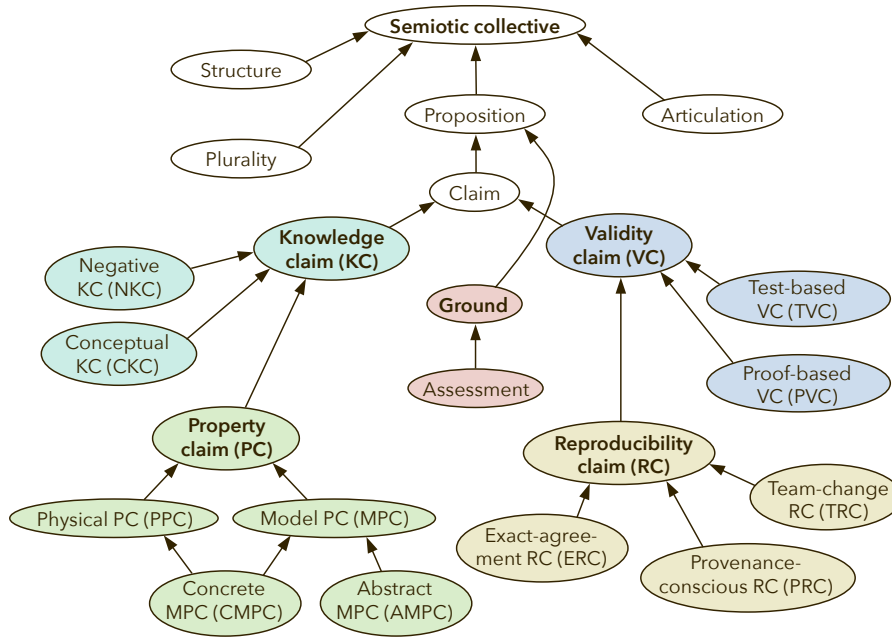 Semiotic collective
Structure
Proposition
Articulation
Plurality
Claim
Knowledge
claim (KC)
Validity
claim (VC)
Negative
KC (NKC)
Ground
Test-based
VC (TVC)
Conceptual
KC (CKC)
Assessment
Proof-based
VC (PVC)
Property
claim (PC)
Reproducibility
claim (RC)
Physical PC (PPC)
Model PC (MPC)
Team-change
RC (TRC)
Exact-agree-
ment RC (ERC)
Provenance-
conscious RC (PRC)
Concrete
MPC (CMPC)
Abstract
MPC (AMPC)